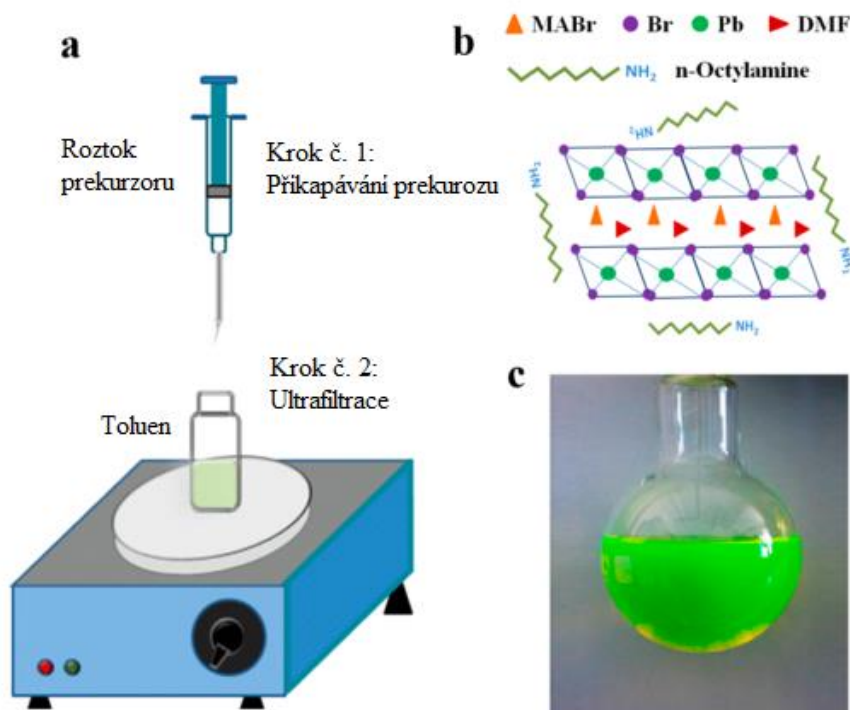 a
Roztok
prekurzoru
Krok č. 1:
Přikapávání prekurozu
Krok č. 2:
Ultrafiltrace
Toluen
b
MABr
Br
Pb
DMF
NH₂
n-Octylamine
NH₂
NH₂
NH₂
NH₂
c